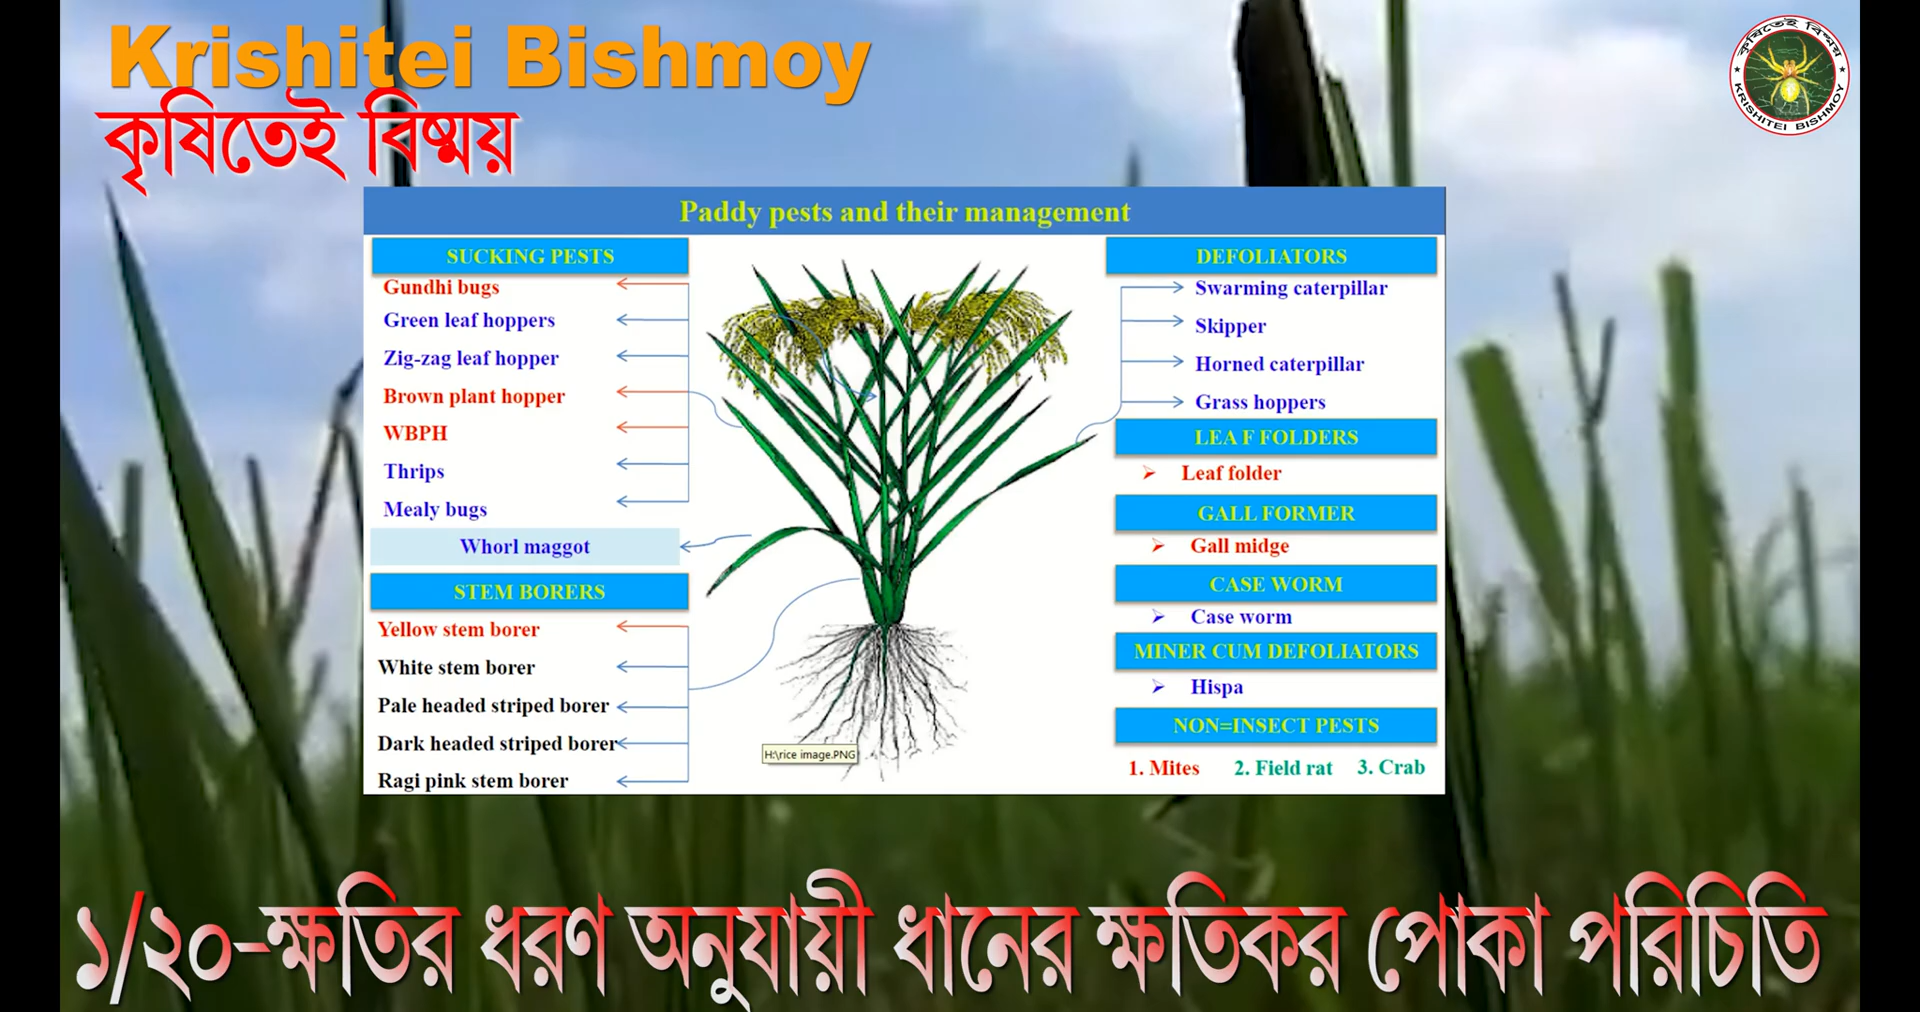 Krishitei Bishmoy
কৃষিতেই বিষ্ময়
কৃষিতেই বিষ্ময়
KRISHITEI BISHMOY
Paddy pests and their management
SUCKING PESTS
Gundhi bugs
Green leaf hoppers
Zig-zag leaf hopper
Brown plant hopper
WBPH
Thrips
Mealy bugs
Whorl maggot
STEM BORERS
Yellow stem borer
White stem borer
Pale headed striped borer
Dark headed striped borer
Ragi pink stem borer
H:\rice image.PNG
DEFOLIATORS
Swarming caterpillar
Skipper
Horned caterpillar
Grass hoppers
LEA F FOLDERS
Leaf folder
GALL FORMER
Gall midge
CASE WORM
Case worm
MINER CUM DEFOLIATORS
Hispa
NON=INSECT PESTS
1. Mites 2. Field rat 3. Crab
১/২০-ক্ষতির ধরণ অনুযায়ী ধানের ক্ষতিকর পোকা পরিচিতি